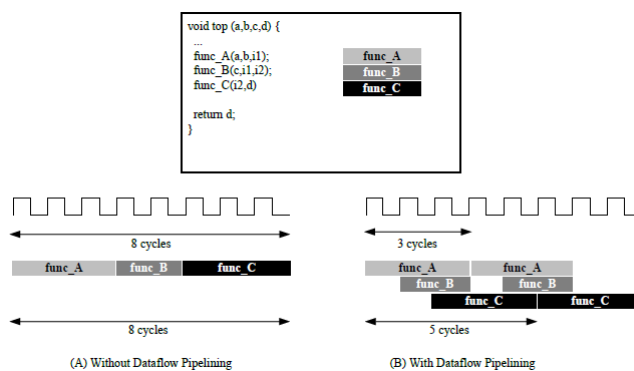 void top (a,b,c,d) {
...
func_A(a,b,i1);
func_B(c,i1,i2);
func_C(i2,d)
return d;
}
func_A
func_B
func_C
8 cycles
func_A func_B func_C
8 cycles
(A) Without Dataflow Pipelining
3 cycles
func_A func_A
func_B func_B
func_C func_C
5 cycles
(B) With Dataflow Pipelining